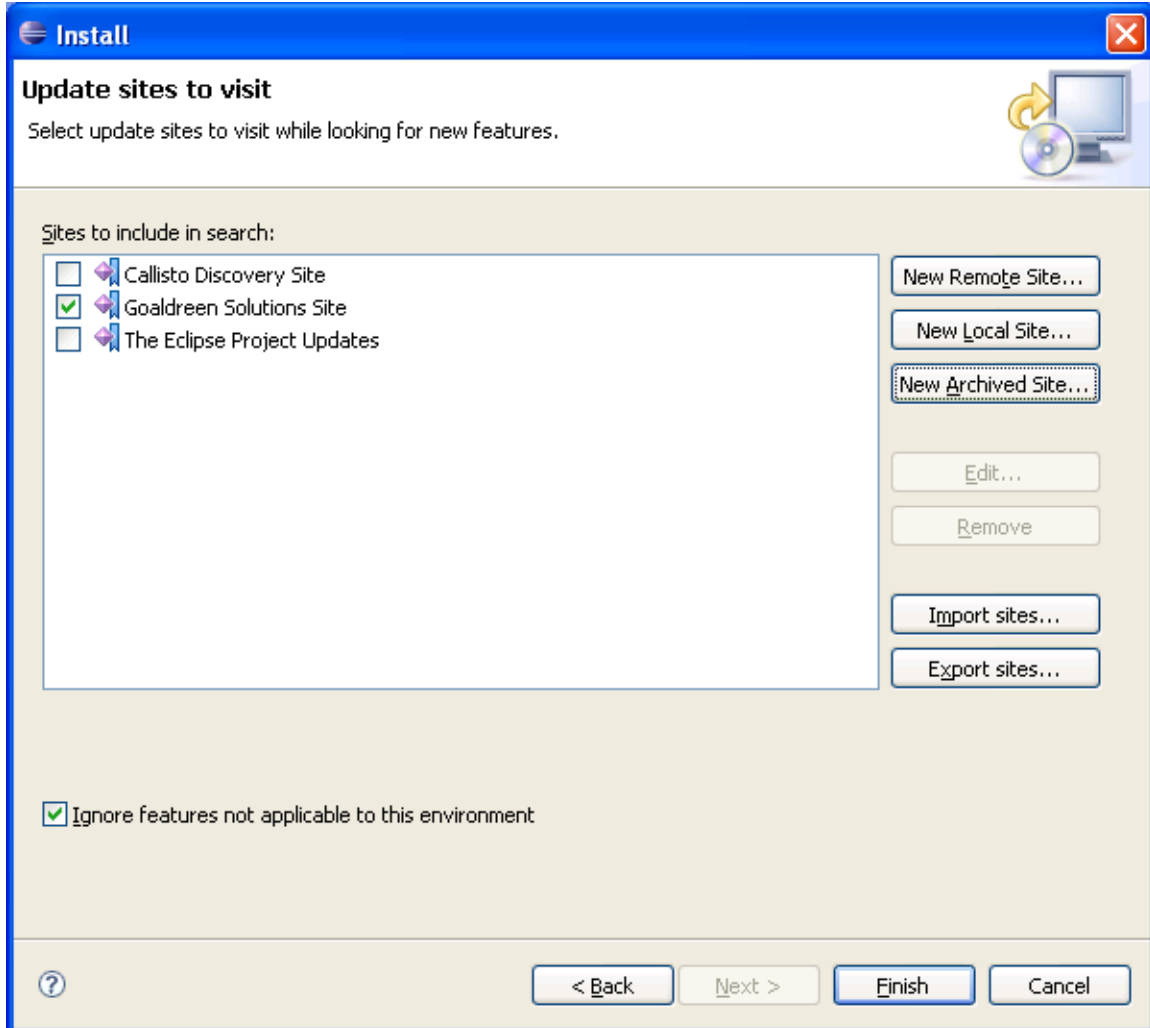 Install
Update sites to visit
Select update sites to visit while looking for new features.
Sites to include in search:
Callisto Discovery Site
Goaldreen Solutions Site
The Eclipse Project Updates
New Remote Site...
New Local Site...
New Archived Site...
Edit...
Remove
Import sites...
Export sites...
Ignore features not applicable to this environment
?
< Back
Next >
Finish
Cancel